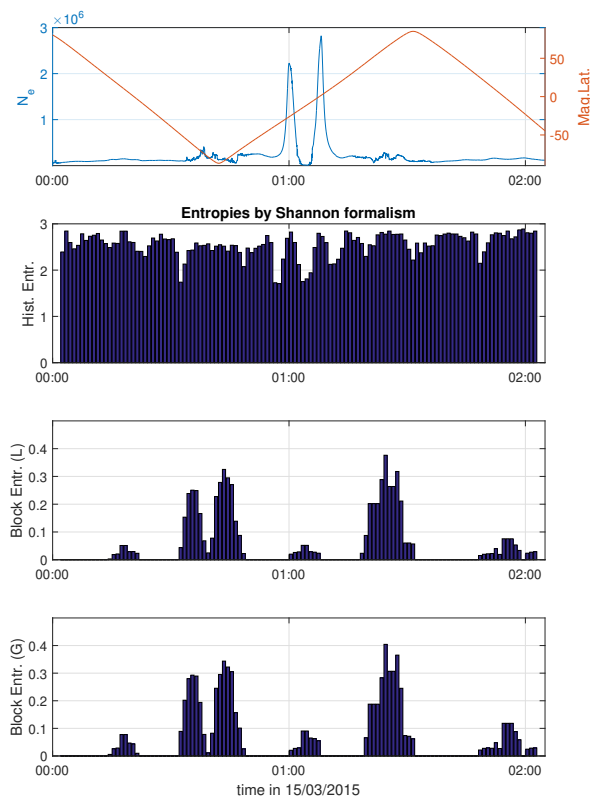 ×10⁶
3
2
1
N_e
50
0
-50
Mag.Lat.
00:00 01:00 02:00
Entropies by Shannon formalism
3
2
1
0
Hist. Entr.
00:00 01:00 02:00
0.4
0.3
0.2
0.1
0
Block Entr. (L)
00:00 01:00 02:00
0.4
0.3
0.2
0.1
0
Block Entr. (G)
00:00 01:00 02:00
time in 15/03/2015